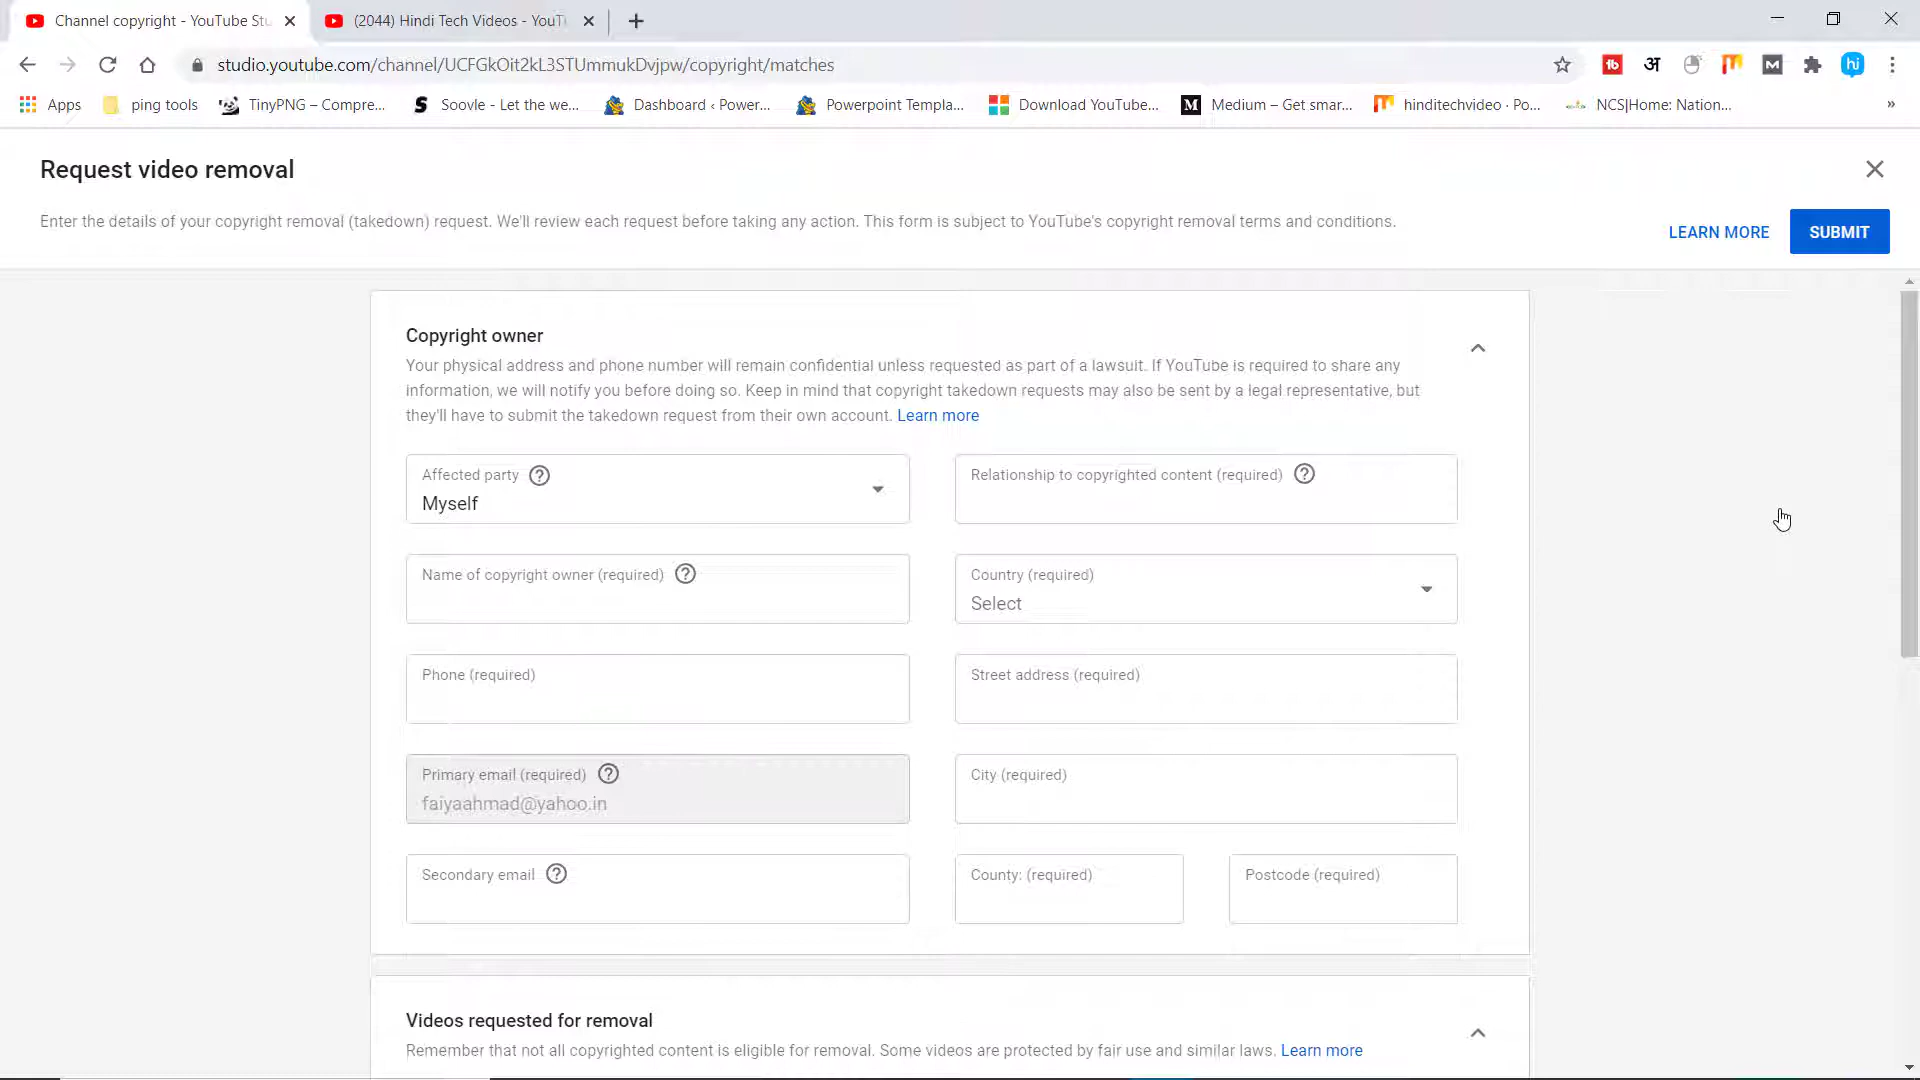 Channel copyright - YouTube Stu
(2044) Hindi Tech Videos - YouT
studio.youtube.com/channel/UCFGkOit2kL3STUmmukDvjpw/copyright/matches
Apps
ping tools
TinyPNG – Compre...
Soovle - Let the we...
Dashboard ‹ Power...
Powerpoint Templa...
Download YouTube...
Medium – Get smar...
hinditechvideo · Po...
NCS|Home: Nation...
»
Request video removal
Enter the details of your copyright removal (takedown) request. We'll review each request before taking any action. This form is subject to YouTube's copyright removal terms and conditions.
LEARN MORE
SUBMIT
Copyright owner
Your physical address and phone number will remain confidential unless requested as part of a lawsuit. If YouTube is required to share any
information, we will notify you before doing so. Keep in mind that copyright takedown requests may also be sent by a legal representative, but
they'll have to submit the takedown request from their own account. Learn more
Affected party
Myself
Relationship to copyrighted content (required)
Name of copyright owner (required)
Country (required)
Select
Phone (required)
Street address (required)
Primary email (required)
faiyaahmad@yahoo.in
City (required)
Secondary email
County: (required)
Postcode (required)
Videos requested for removal
Remember that not all copyrighted content is eligible for removal. Some videos are protected by fair use and similar laws. Learn more